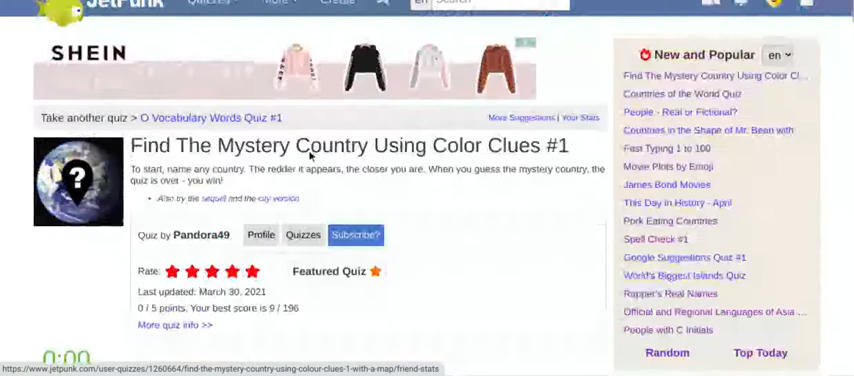 JetPunk
Quizzes
More
Create
en
Search
SHEIN
New and Popular
en
Find The Mystery Country Using Color Cl...
Countries of the World Quiz
People - Real or Fictional?
Countries in the Shape of Mr. Bean with
Fast Typing 1 to 100
Movie Plots by Emoji
James Bond Movies
This Day in History - April
Pork Eating Countries
Spell Check #1
Google Suggestions Quiz #1
World's Biggest Islands Quiz
Rapper's Real Names
Official and Regional Languages of Asia ...
People with C Initials
Random
Top Today
Take another quiz > O Vocabulary Words Quiz #1
More Suggestions | Your Stats
Find The Mystery Country Using Color Clues #1
To start, name any country. The redder it appears, the closer you are. When you guess the mystery country, the
quiz is over - you win!
• Also try the sequel and the city version
Quiz by Pandora49
Profile
Quizzes
Subscribe?
Rate:
Featured Quiz
Last updated: March 30, 2021
0 / 5 points. Your best score is 9 / 196
More quiz info >>
0:00
https://www.jetpunk.com/user-quizzes/1260664/find-the-mystery-country-using-colour-clues-1-with-a-map/friend-stats